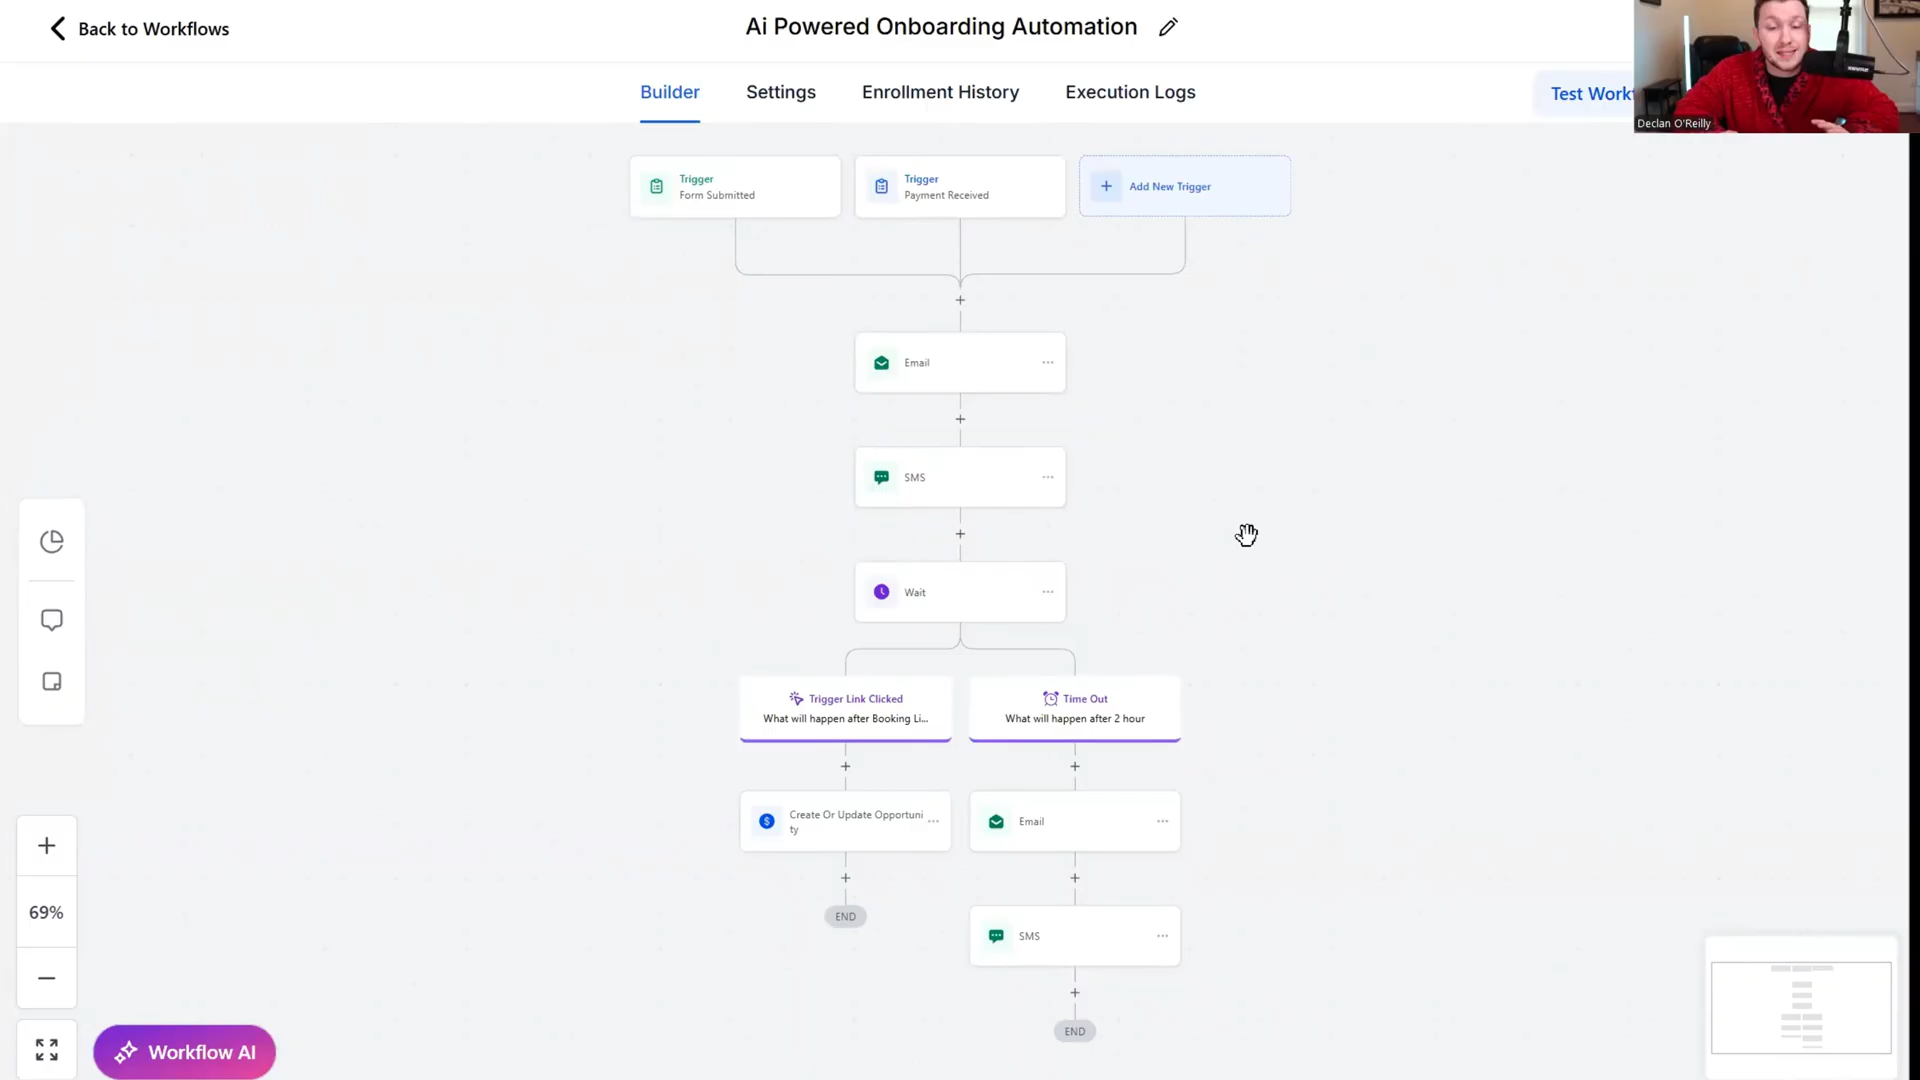 Back to Workflows
Ai Powered Onboarding Automation
Builder
Settings
Enrollment History
Execution Logs
Test Workf
Declan O'Reilly
Trigger
Form Submitted
Trigger
Payment Received
Add New Trigger
Email
SMS
Wait
Trigger Link Clicked
What will happen after Booking Li...
Time Out
What will happen after 2 hour
Create Or Update Opportuni
ty
Email
END
SMS
END
69%
Workflow AI